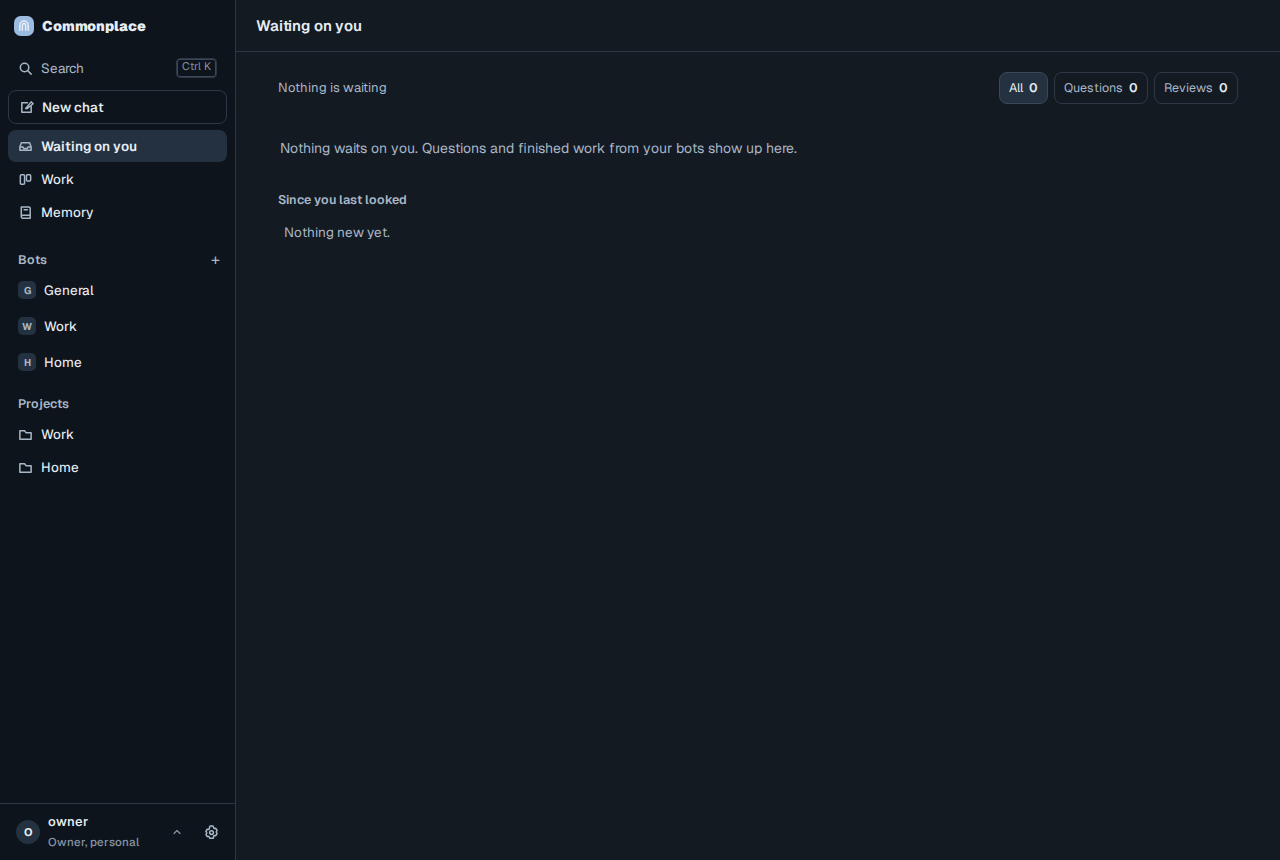 Commonplace
Search Ctrl K
New chat
Waiting on you
Work
Memory
Bots +
G General
W Work
H Home
Projects
Work
Home
O owner
Owner, personal
Waiting on you
Nothing is waiting
All 0 Questions 0 Reviews 0
Nothing waits on you. Questions and finished work from your bots show up here.
Since you last looked
Nothing new yet.